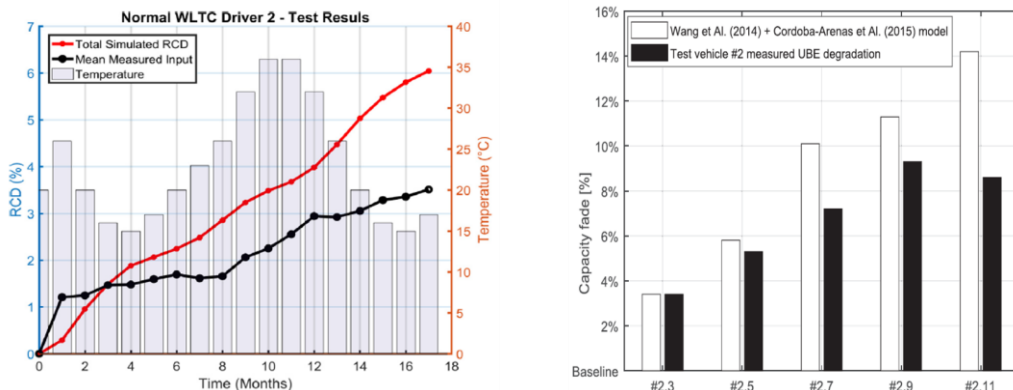 Normal WLTC Driver 2 - Test Resuls
Total Simulated RCD
Mean Measured Input
Temperature
RCD (%)
7
6
5
4
3
2
1
0
Temperature (°C)
40
35
30
25
20
15
10
5
0
0 2 4 6 8 10 12 14 16 18
Time (Months)
Wang et Al. (2014) + Cordoba-Arenas et Al. (2015) model
Test vehicle #2 measured UBE degradation
Capacity fade [%]
16%
14%
12%
10%
8%
6%
4%
2%
Baseline
#2.3 #2.5 #2.7 #2.9 #2.11